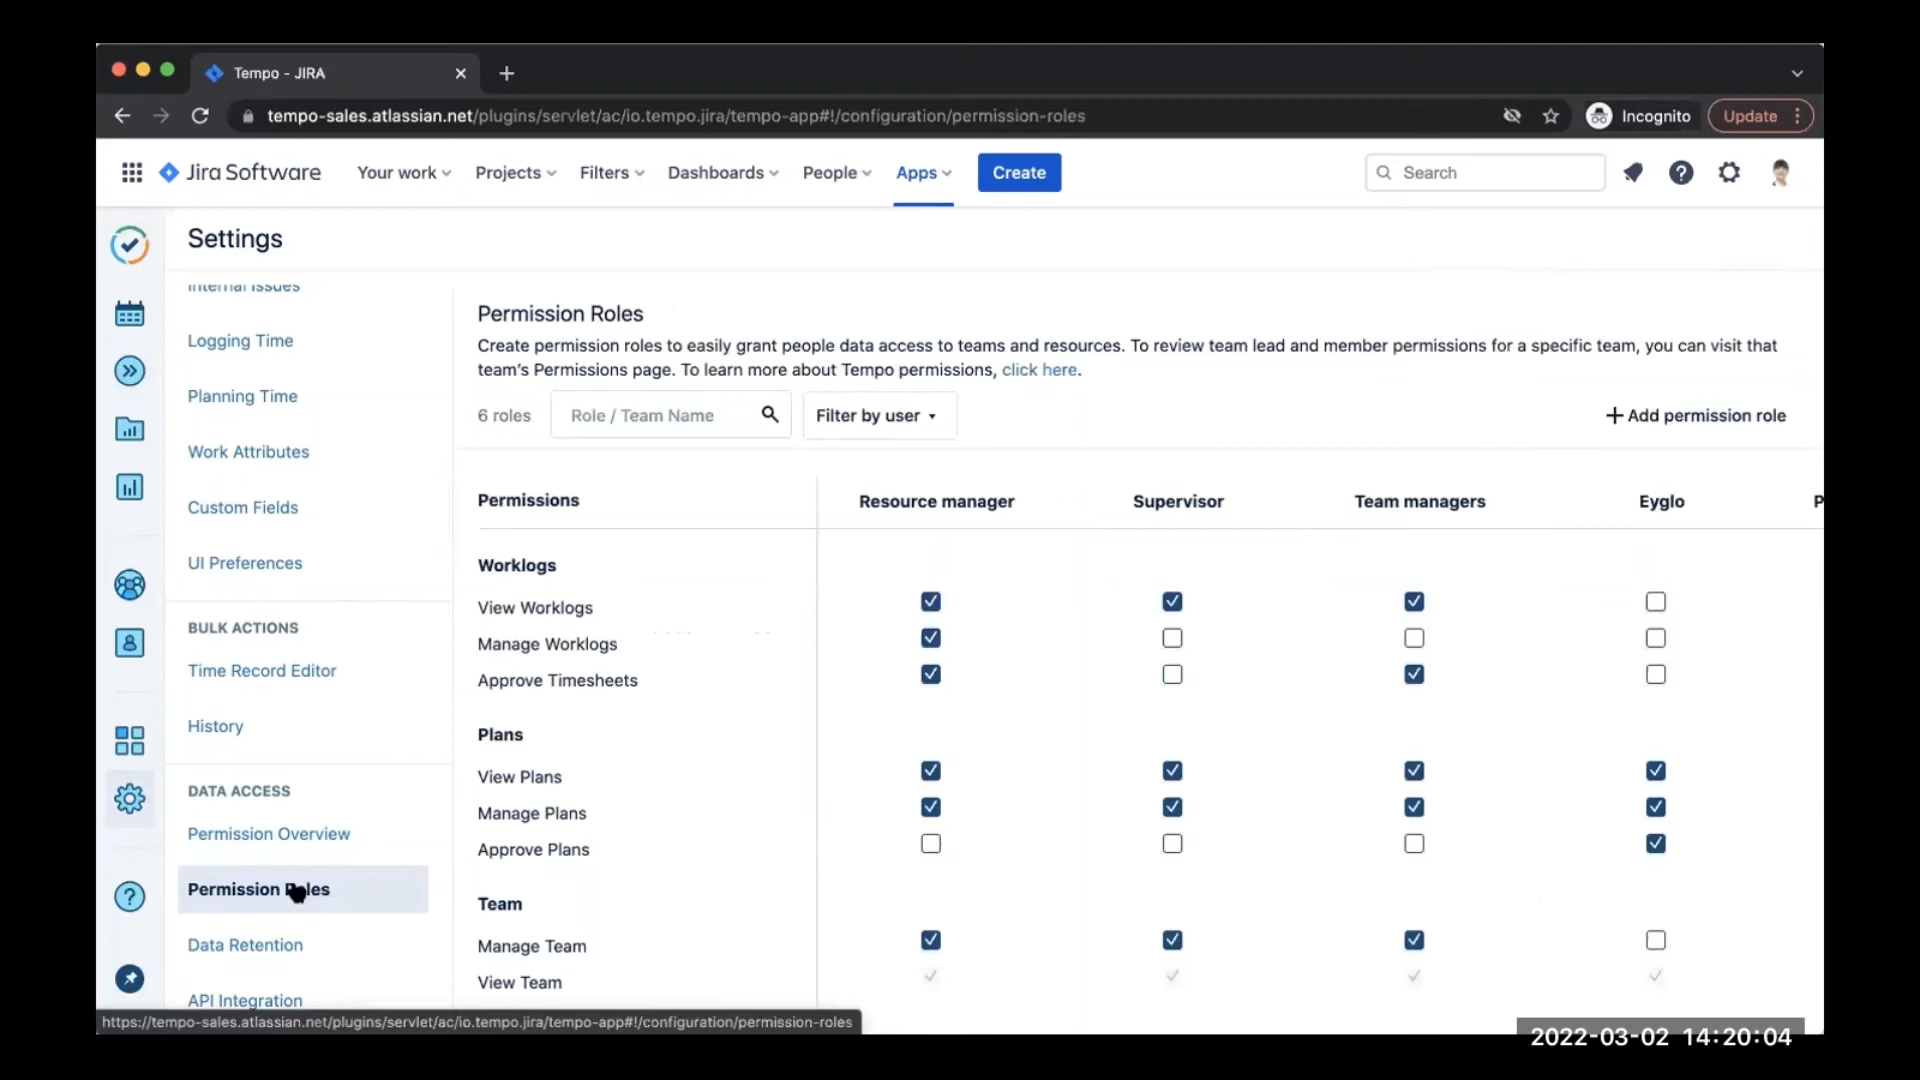 Tempo - JIRA
tempo-sales.atlassian.net/plugins/servlet/ac/io.tempo.jira/tempo-app#!/configuration/permission-roles
Incognito
Update
Jira Software
Your work
Projects
Filters
Dashboards
People
Apps
Create
Search
Settings
Internal Issues
Logging Time
Planning Time
Work Attributes
Custom Fields
UI Preferences
BULK ACTIONS
Time Record Editor
History
DATA ACCESS
Permission Overview
Permission Roles
Data Retention
API Integration
Permission Roles
Create permission roles to easily grant people data access to teams and resources. To review team lead and member permissions for a specific team, you can visit that
team's Permissions page. To learn more about Tempo permissions, click here.
6 roles
Role / Team Name
Filter by user
+ Add permission role
Permissions
Resource manager
Supervisor
Team managers
Eyglo
P
Worklogs
View Worklogs
Manage Worklogs
Approve Timesheets
Plans
View Plans
Manage Plans
Approve Plans
Team
Manage Team
View Team
https://tempo-sales.atlassian.net/plugins/servlet/ac/io.tempo.jira/tempo-app#!/configuration/permission-roles
2022-03-02 14:20:04